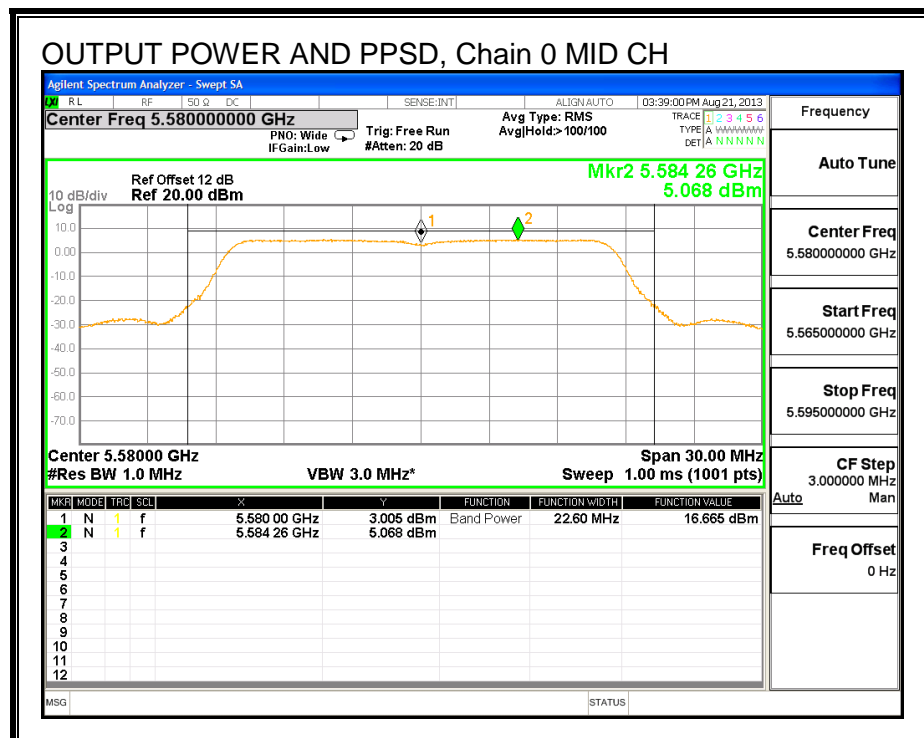 OUTPUT POWER AND PPSD, Chain 0 MID CH
Agilent Spectrum Analyzer - Swept SA
LXI RL RF 50 Ω DC SENSE:INT ALIGNAUTO 03:39:00 PM Aug 21, 2013
Center Freq 5.580000000 GHz
PNO: Wide
IFGain:Low
Trig: Free Run
#Atten: 20 dB
Avg Type: RMS
Avg|Hold:>100/100
TRACE 1 2 3 4 5 6
TYPE A WWWWW
DET A N N N N N
Mkr2 5.584 26 GHz
5.068 dBm
Ref Offset 12 dB
10 dB/div Ref 20.00 dBm
Log
1
2
10.0
0.00
-10.0
-20.0
-30.0
-40.0
-50.0
-60.0
-70.0
Center 5.58000 GHz Span 30.00 MHz
#Res BW 1.0 MHz VBW 3.0 MHz* Sweep 1.00 ms (1001 pts)
MKR MODE TRC SCL X Y FUNCTION FUNCTION WIDTH FUNCTION VALUE
1 N 1 f 5.580 00 GHz 3.005 dBm Band Power 22.60 MHz 16.665 dBm
2 N 1 f 5.584 26 GHz 5.068 dBm
3
4
5
6
7
8
9
10
11
12
MSG STATUS
Frequency
Auto Tune
Center Freq
5.580000000 GHz
Start Freq
5.565000000 GHz
Stop Freq
5.595000000 GHz
CF Step
3.000000 MHz
Auto Man
Freq Offset
0 Hz